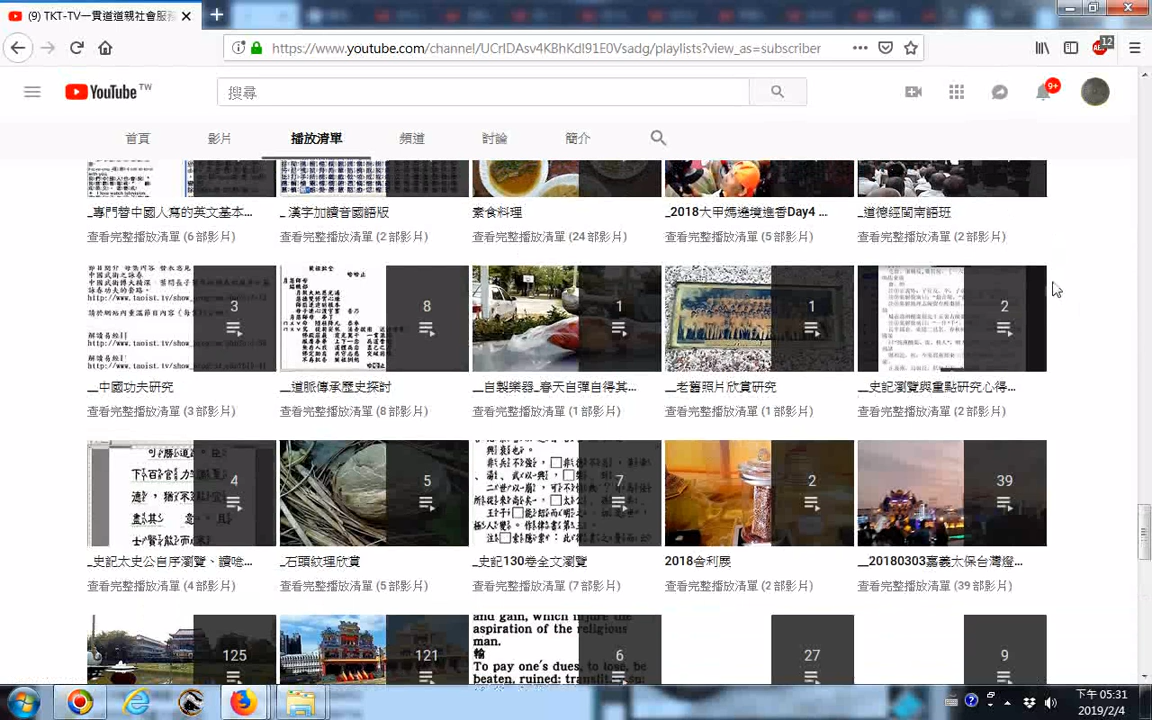 (9) TKT-TV一貫道道親社會服務
https://www.youtube.com/channel/UCrIDAsv4KBhKdI91E0Vsadg/playlists?view_as=subscriber
12
YouTube TW
搜尋
9+
首頁
影片
播放清單
頻道
討論
簡介
_專門替中國人寫的英文基本...
_ 漢字加讀音國語版
素食料理
_2018大甲媽遶境進香Day4 ...
_道德經閩南語班
查看完整播放清單 (6 部影片)
查看完整播放清單 (2 部影片)
查看完整播放清單 (24 部影片)
查看完整播放清單 (5 部影片)
查看完整播放清單 (2 部影片)
3
8
1
1
2
__中國功夫研究
__道脈傳承歷史探討
__自製樂器_春天自彈自得其...
__老舊照片欣賞研究
__史記瀏覽與重點研究心得...
查看完整播放清單 (3 部影片)
查看完整播放清單 (8 部影片)
查看完整播放清單 (1 部影片)
查看完整播放清單 (1 部影片)
查看完整播放清單 (2 部影片)
4
5
7
2
39
_史記太史公自序瀏覽、讀唸...
_石頭紋理欣賞
_史記130卷全文瀏覽
2018舍利展
__20180303嘉義太保台灣燈...
查看完整播放清單 (4 部影片)
查看完整播放清單 (5 部影片)
查看完整播放清單 (7 部影片)
查看完整播放清單 (2 部影片)
查看完整播放清單 (39 部影片)
125
121
and gain, which injure the
aspiration of the religious
man.
輸
To pay one's dues, to lose, be
beaten, ruined; transmit
6
27
9
下午 05:31
2019/2/4